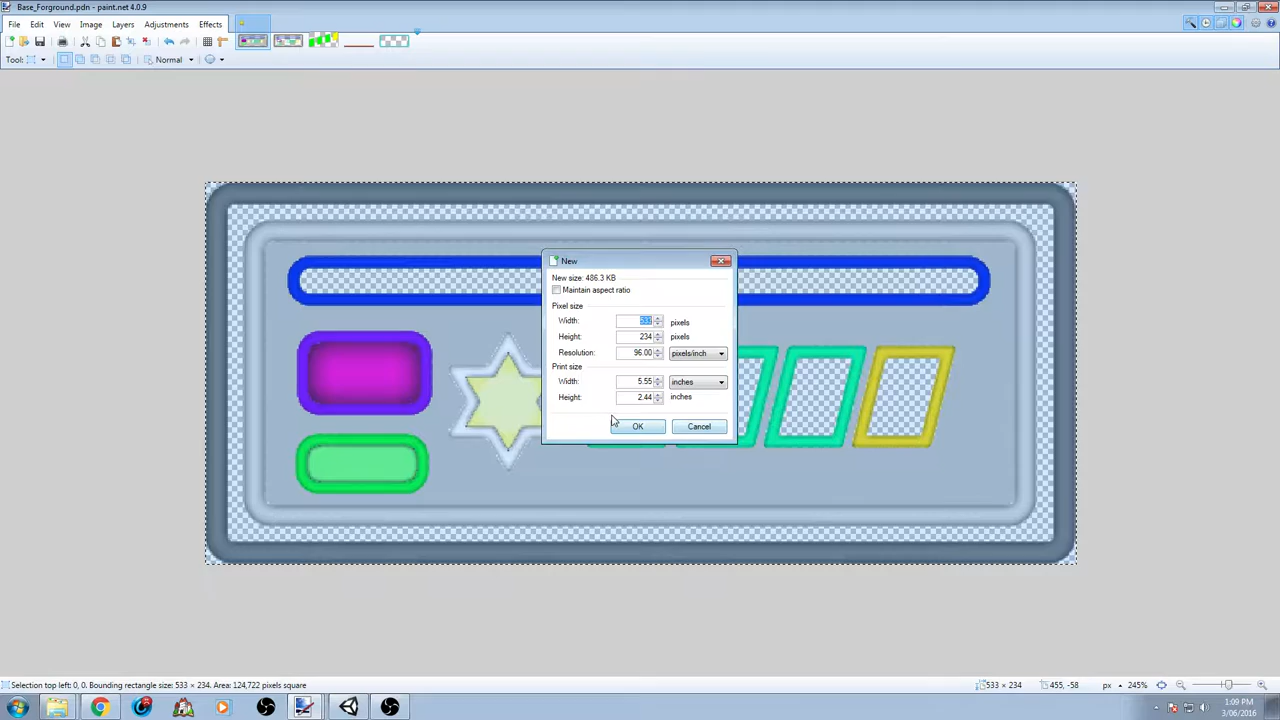 Base_Forground.pdn - paint.net 4.0.9
File Edit View Image Layers Adjustments Effects
Tool: Normal
New
New size: 486.3 KB
Maintain aspect ratio
Pixel size
Width: 533 pixels
Height: 234 pixels
Resolution: 96.00 pixels/inch
Print size
Width: 5.55 inches
Height: 2.44 inches
OK Cancel
Selection top left: 0, 0. Bounding rectangle size: 533 × 234. Area: 124,722 pixels square
533 × 234 455, -58 px 245%
1:09 PM
3/06/2016